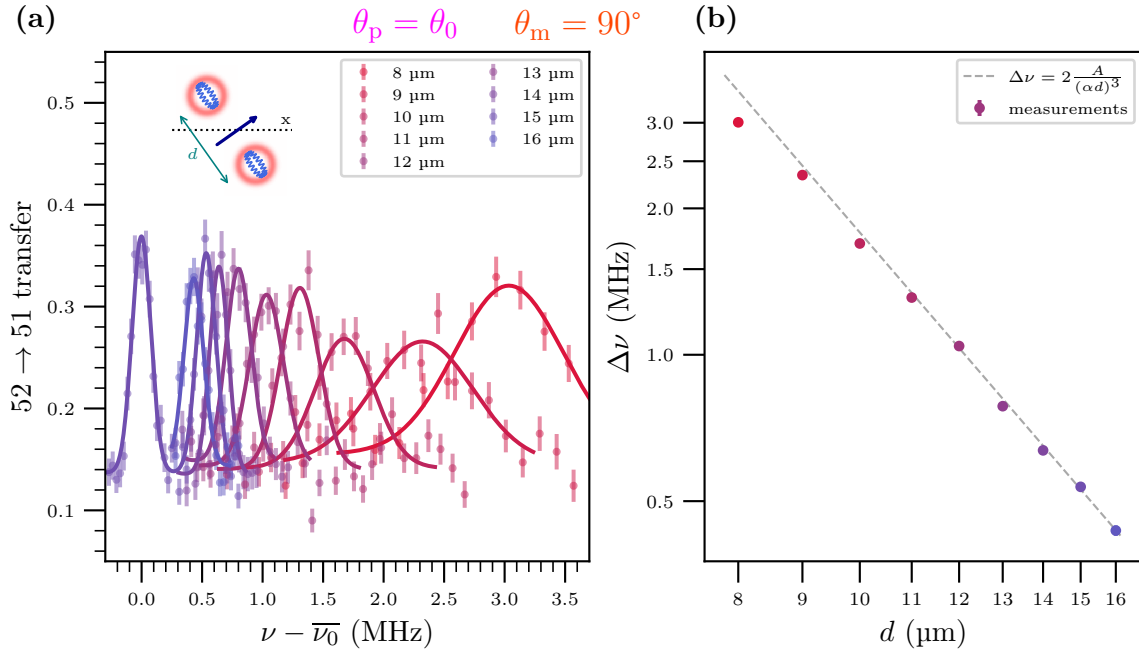 (a)
θp = θ0
θm = 90°
(b)
8 µm
9 µm
10 µm
11 µm
12 µm
13 µm
14 µm
15 µm
16 µm
x
d
52 → 51 transfer
0.5
0.4
0.3
0.2
0.1
0.0 0.5 1.0 1.5 2.0 2.5 3.0 3.5
ν − ν̅0̅ (MHz)
Δν = 2 A/(αd)³
measurements
Δν (MHz)
3.0
2.5
2.0
1.5
1.0
0.5
8 9 10 11 12 13 14 15 16
d (µm)